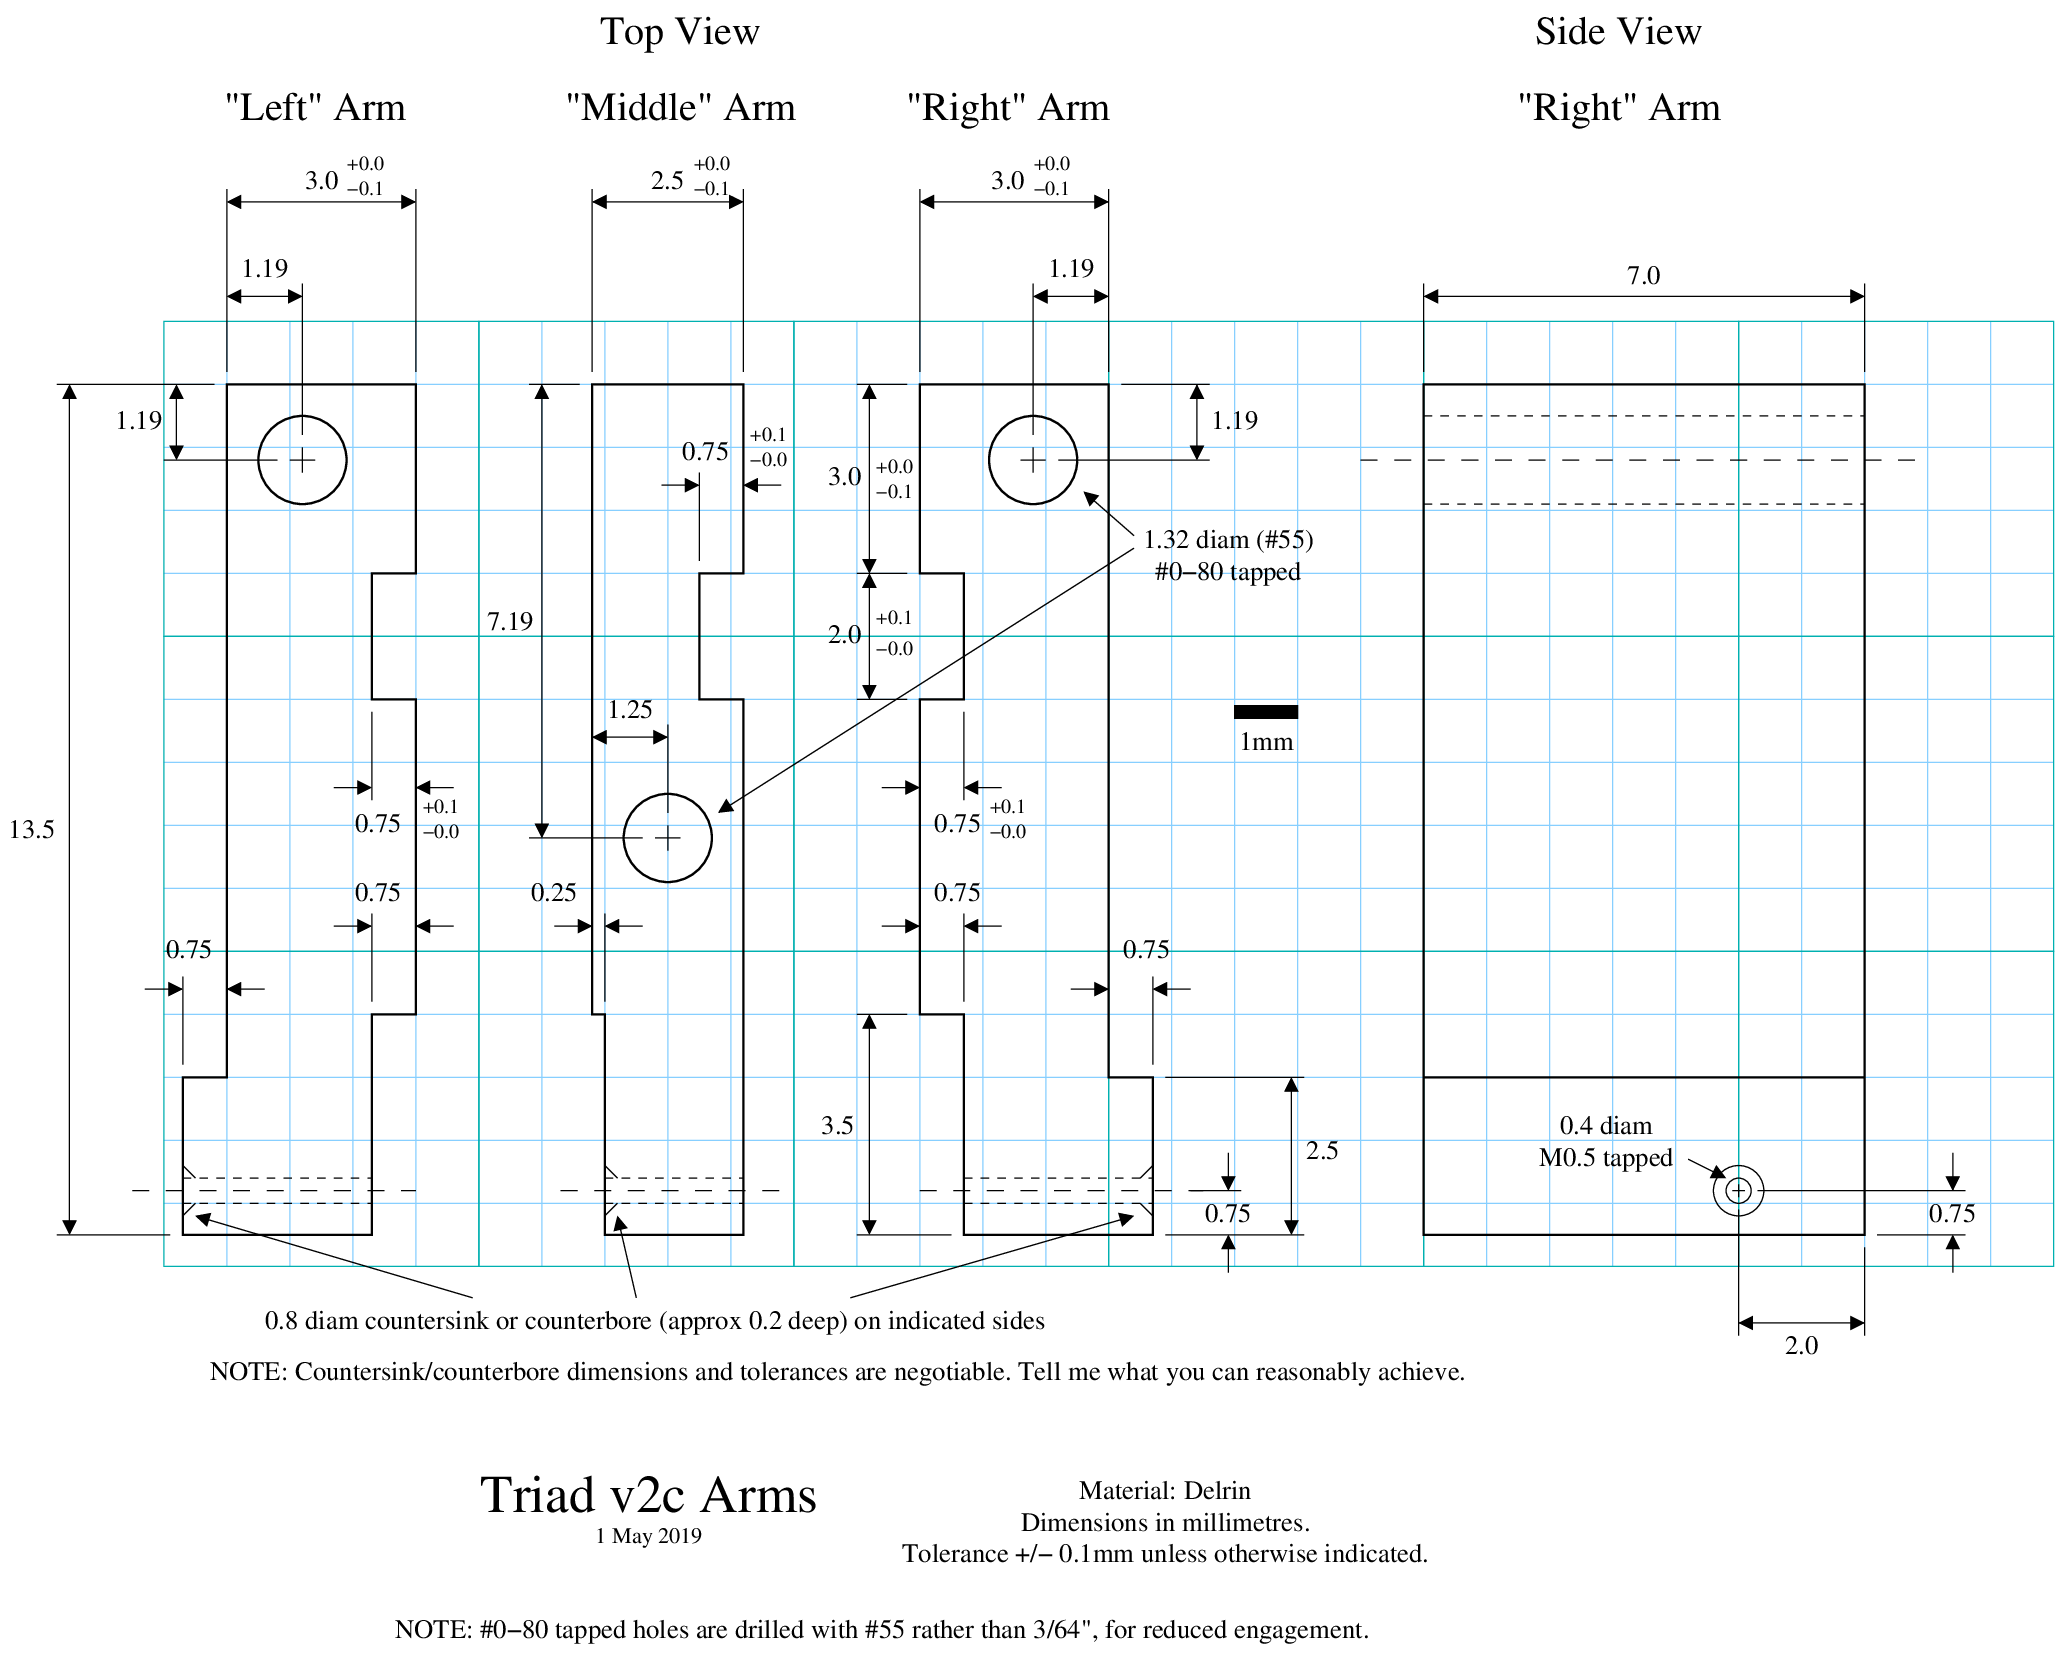 Top View
Side View
"Left" Arm
"Middle" Arm
"Right" Arm
"Right" Arm
3.0 +0.0 −0.1
2.5 +0.0 −0.1
3.0 +0.0 −0.1
1.19
1.19
7.0
1.19
0.75 +0.1 −0.0
3.0 +0.0 −0.1
1.19
1.32 diam (#55)
#0−80 tapped
7.19
2.0 +0.1 −0.0
1.25
1mm
13.5
0.75 +0.1 −0.0
0.75 +0.1 −0.0
0.75
0.25
0.75
0.75
0.75
3.5
2.5
0.4 diam
M0.5 tapped
0.75
0.75
0.8 diam countersink or counterbore (approx 0.2 deep) on indicated sides
2.0
NOTE: Countersink/counterbore dimensions and tolerances are negotiable. Tell me what you can reasonably achieve.
Triad v2c Arms
1 May 2019
Material: Delrin
Dimensions in millimetres.
Tolerance +/− 0.1mm unless otherwise indicated.
NOTE: #0−80 tapped holes are drilled with #55 rather than 3/64", for reduced engagement.